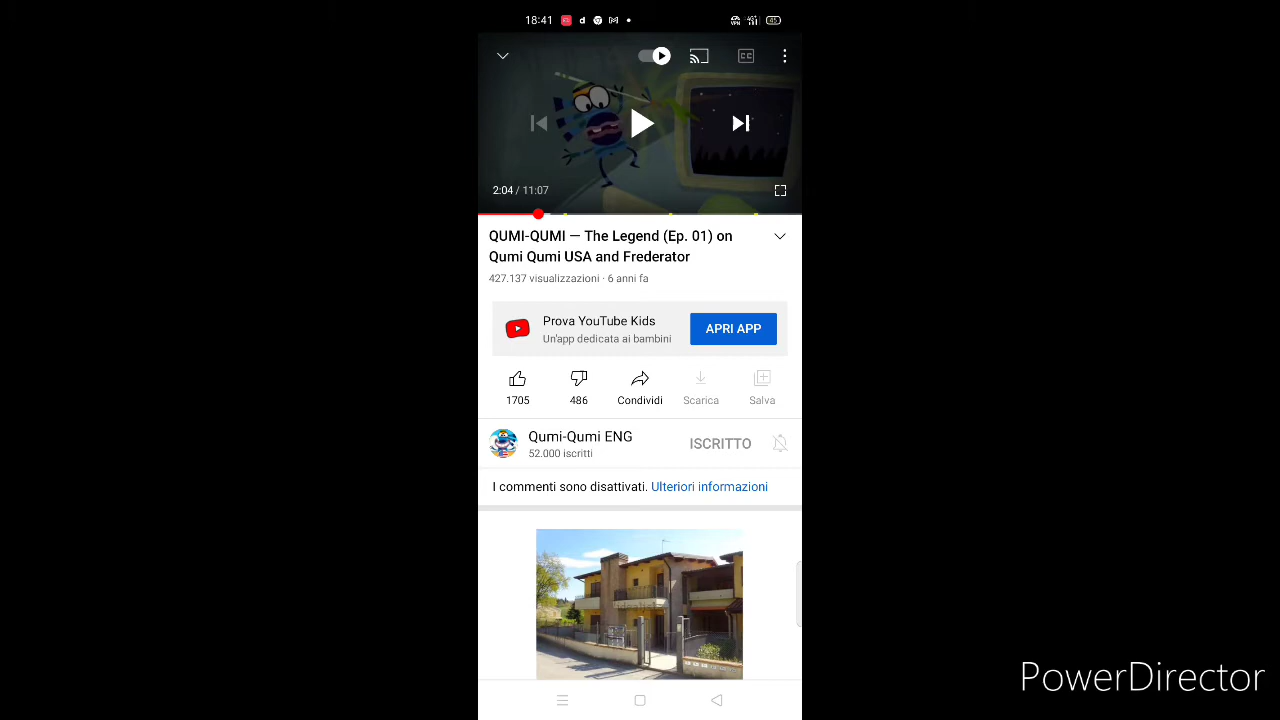 18:41
45
CC
2:04 / 11:07
QUMI-QUMI — The Legend (Ep. 01) on
Qumi Qumi USA and Frederator
427.137 visualizzazioni · 6 anni fa
Prova YouTube Kids
Un'app dedicata ai bambini
APRI APP
1705
486
Condividi
Scarica
Salva
Qumi-Qumi ENG
52.000 iscritti
ISCRITTO
I commenti sono disattivati. Ulteriori informazioni
PowerDirector